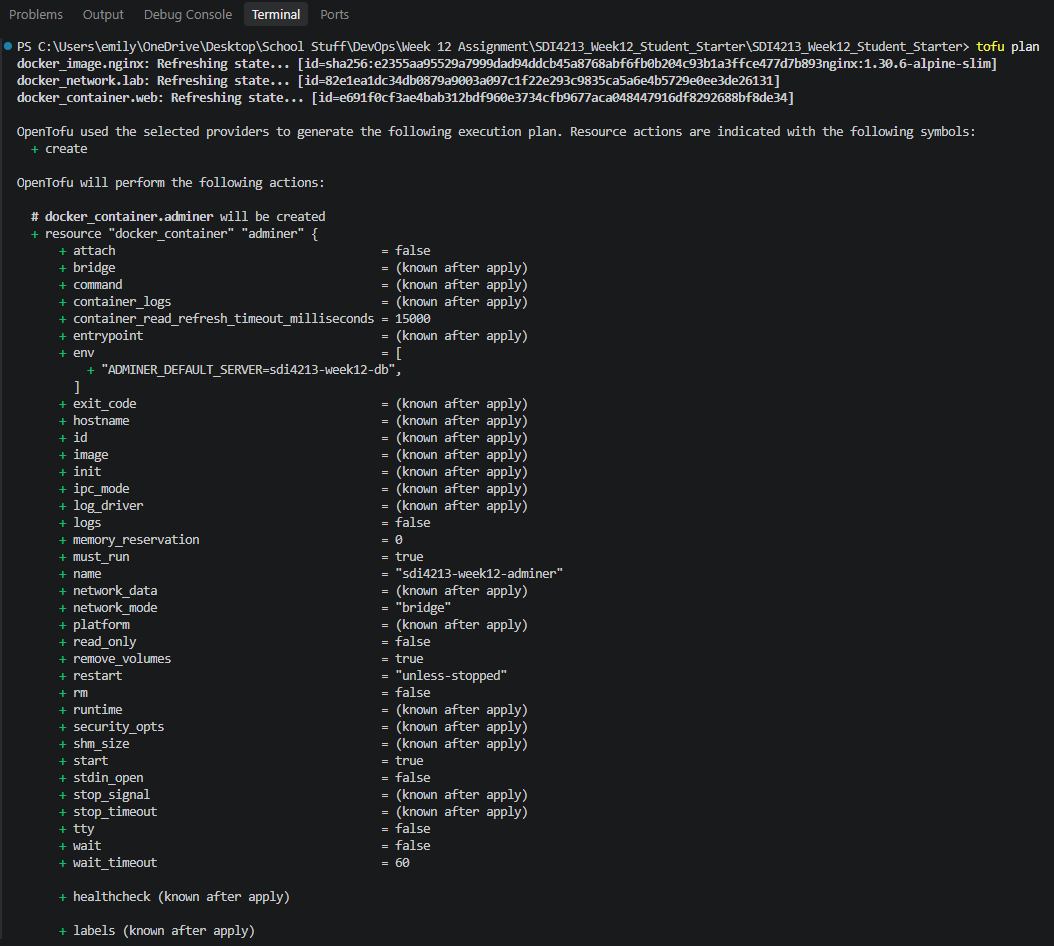 Problems Output Debug Console Terminal Ports
PS C:\Users\emily\OneDrive\Desktop\School Stuff\DevOps\Week 12 Assignment\SDI4213_Week12_Student_Starter\SDI4213_Week12_Student_Starter> tofu plan
docker_image.nginx: Refreshing state... [id=sha256:e2355aa95529a7999dad94ddcb45a8768abf6fb0b204c93b1a3ffce477d7b893nginx:1.30.6-alpine-slim]
docker_network.lab: Refreshing state... [id=82e1ea1dc34db0879a9003a097c1f22e293c9835ca5a6e4b5729e0ee3de26131]
docker_container.web: Refreshing state... [id=e691f0cf3ae4bab312bdf960e3734cfb9677aca048447916df8292688bf8de34]
OpenTofu used the selected providers to generate the following execution plan. Resource actions are indicated with the following symbols:
+ create
OpenTofu will perform the following actions:
# docker_container.adminer will be created
+ resource "docker_container" "adminer" {
+ attach = false
+ bridge = (known after apply)
+ command = (known after apply)
+ container_logs = (known after apply)
+ container_read_refresh_timeout_milliseconds = 15000
+ entrypoint = (known after apply)
+ env = [
+ "ADMINER_DEFAULT_SERVER=sdi4213-week12-db",
]
+ exit_code = (known after apply)
+ hostname = (known after apply)
+ id = (known after apply)
+ image = (known after apply)
+ init = (known after apply)
+ ipc_mode = (known after apply)
+ log_driver = (known after apply)
+ logs = false
+ memory_reservation = 0
+ must_run = true
+ name = "sdi4213-week12-adminer"
+ network_data = (known after apply)
+ network_mode = "bridge"
+ platform = (known after apply)
+ read_only = false
+ remove_volumes = true
+ restart = "unless-stopped"
+ rm = false
+ runtime = (known after apply)
+ security_opts = (known after apply)
+ shm_size = (known after apply)
+ start = true
+ stdin_open = false
+ stop_signal = (known after apply)
+ stop_timeout = (known after apply)
+ tty = false
+ wait = false
+ wait_timeout = 60
+ healthcheck (known after apply)
+ labels (known after apply)